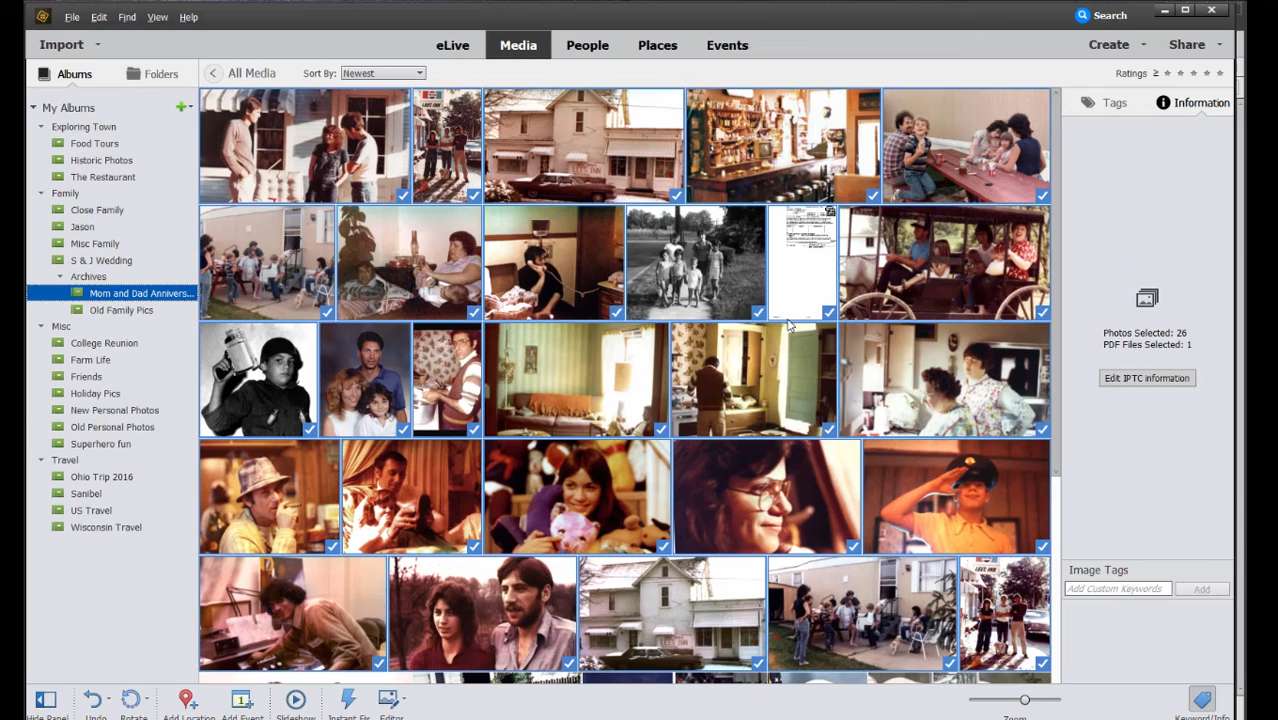 File Edit Find View Help
Search
Import
eLive Media People Places Events
Create Share
Albums Folders
All Media Sort By: Newest
Ratings ≥
My Albums
Tags Information
Exploring Town
Food Tours
Historic Photos
The Restaurant
Family
Close Family
Jason
Misc Family
S & J Wedding
Archives
Mom and Dad Annivers...
Old Family Pics
Misc
College Reunion
Farm Life
Friends
Holiday Pics
New Personal Photos
Old Personal Photos
Superhero fun
Travel
Ohio Trip 2016
Sanibel
US Travel
Wisconsin Travel
Photos Selected: 26
PDF Files Selected: 1
Edit IPTC information
Image Tags
Add Custom Keywords Add
Hide Panel Undo Rotate Add Location Add Event Slideshow Instant Fix Editor Zoom Keyword/Info